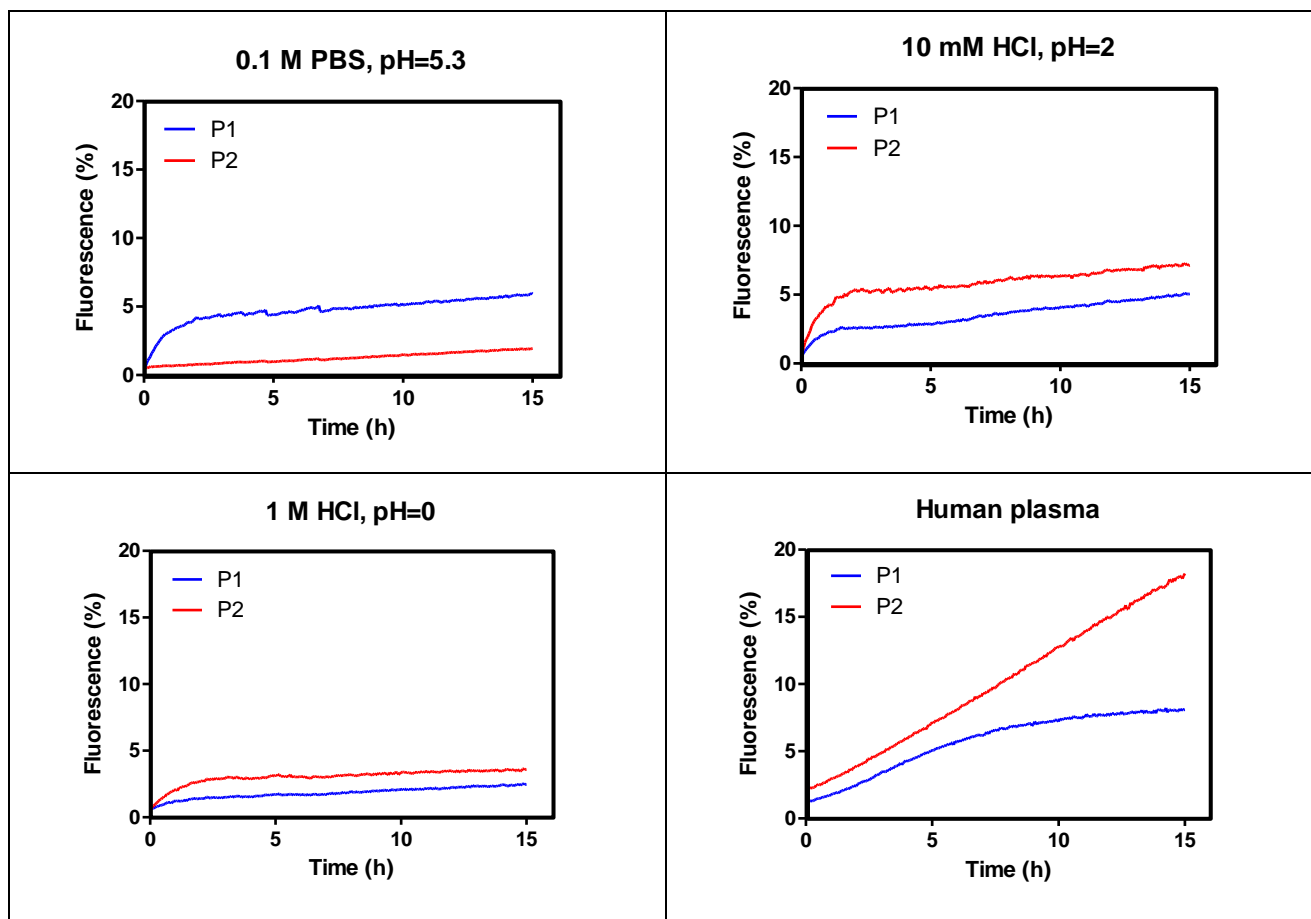 0.1 M PBS, pH=5.3
20
15
10
5
0
Fluorescence (%)
P1
P2
0 5 10 15
Time (h)
10 mM HCl, pH=2
20
15
10
5
0
Fluorescence (%)
P1
P2
0 5 10 15
Time (h)
1 M HCl, pH=0
20
15
10
5
0
Fluorescence (%)
P1
P2
0 5 10 15
Time (h)
Human plasma
20
15
10
5
0
Fluorescence (%)
P1
P2
0 5 10 15
Time (h)